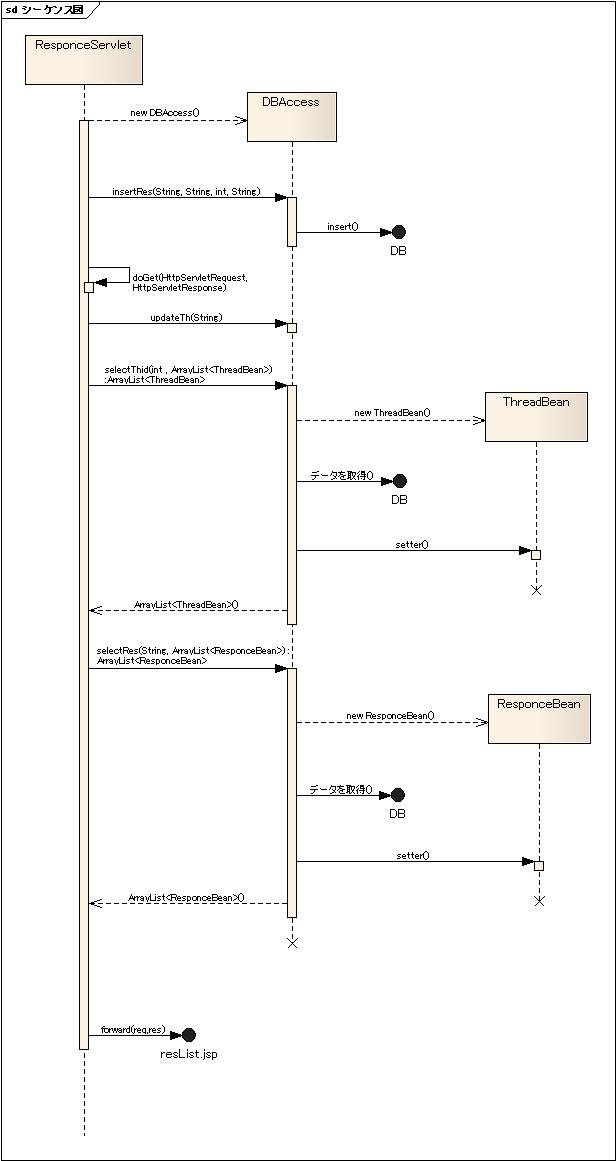 sd シーケンス図
ResponceServlet
DBAccess
new DBAccess()
insertRes(String, String, int, String)
insert()
DB
doGet(HttpServletRequest,
HttpServletResponse)
updateTh(String)
selectThid(int , ArrayList<ThreadBean>)
:ArrayList<ThreadBean>
new ThreadBean()
ThreadBean
データを取得()
DB
setter()
ArrayList<ThreadBean>()
selectRes(String, ArrayList<ResponceBean>):
ArrayList<ResponceBean>
new ResponceBean()
ResponceBean
データを取得()
DB
setter()
ArrayList<ResponceBean>()
forward(req,res)
resList.jsp